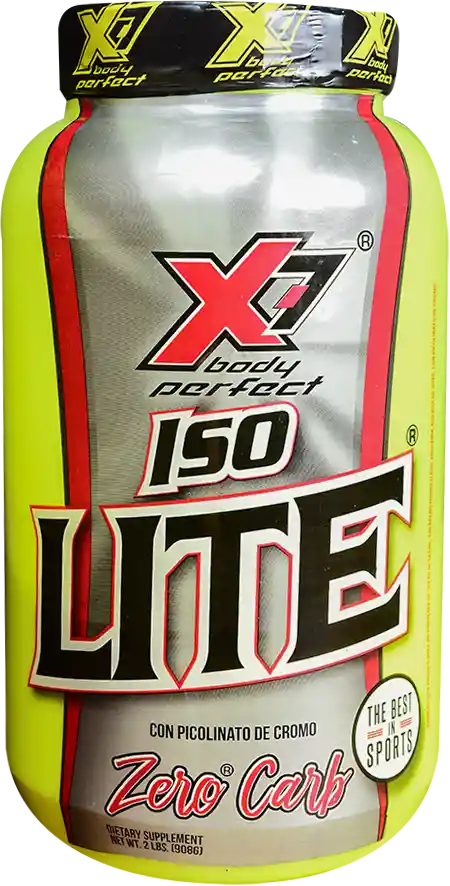 X7 X7 X7
body perfect
body perfect
body perfect
X7®
body
perfect
ISO
LITE®
CON PICOLINATO DE CROMO
Zero® Carb
THE BEST
IN
SPORTS
DIETARY SUPPLEMENT
NET WT. 2 LBS. (908G)